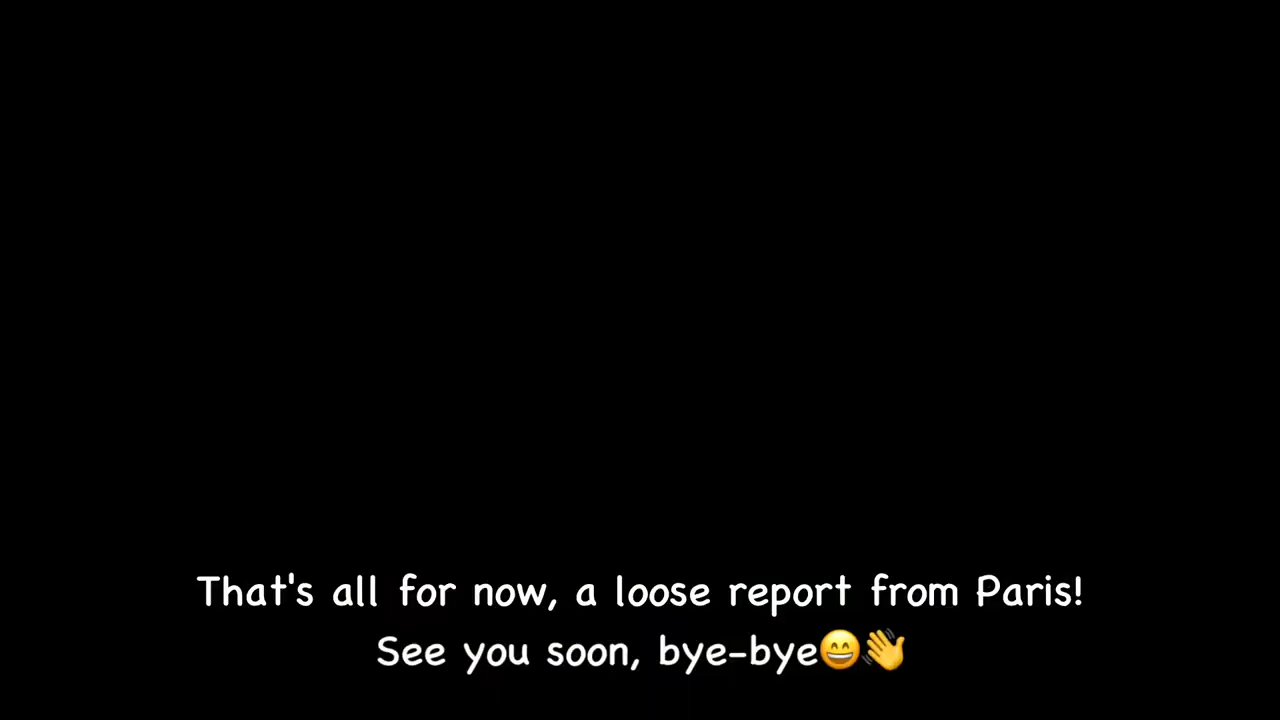 That's all for now, a loose report from Paris!
See you soon, bye-bye😄👋